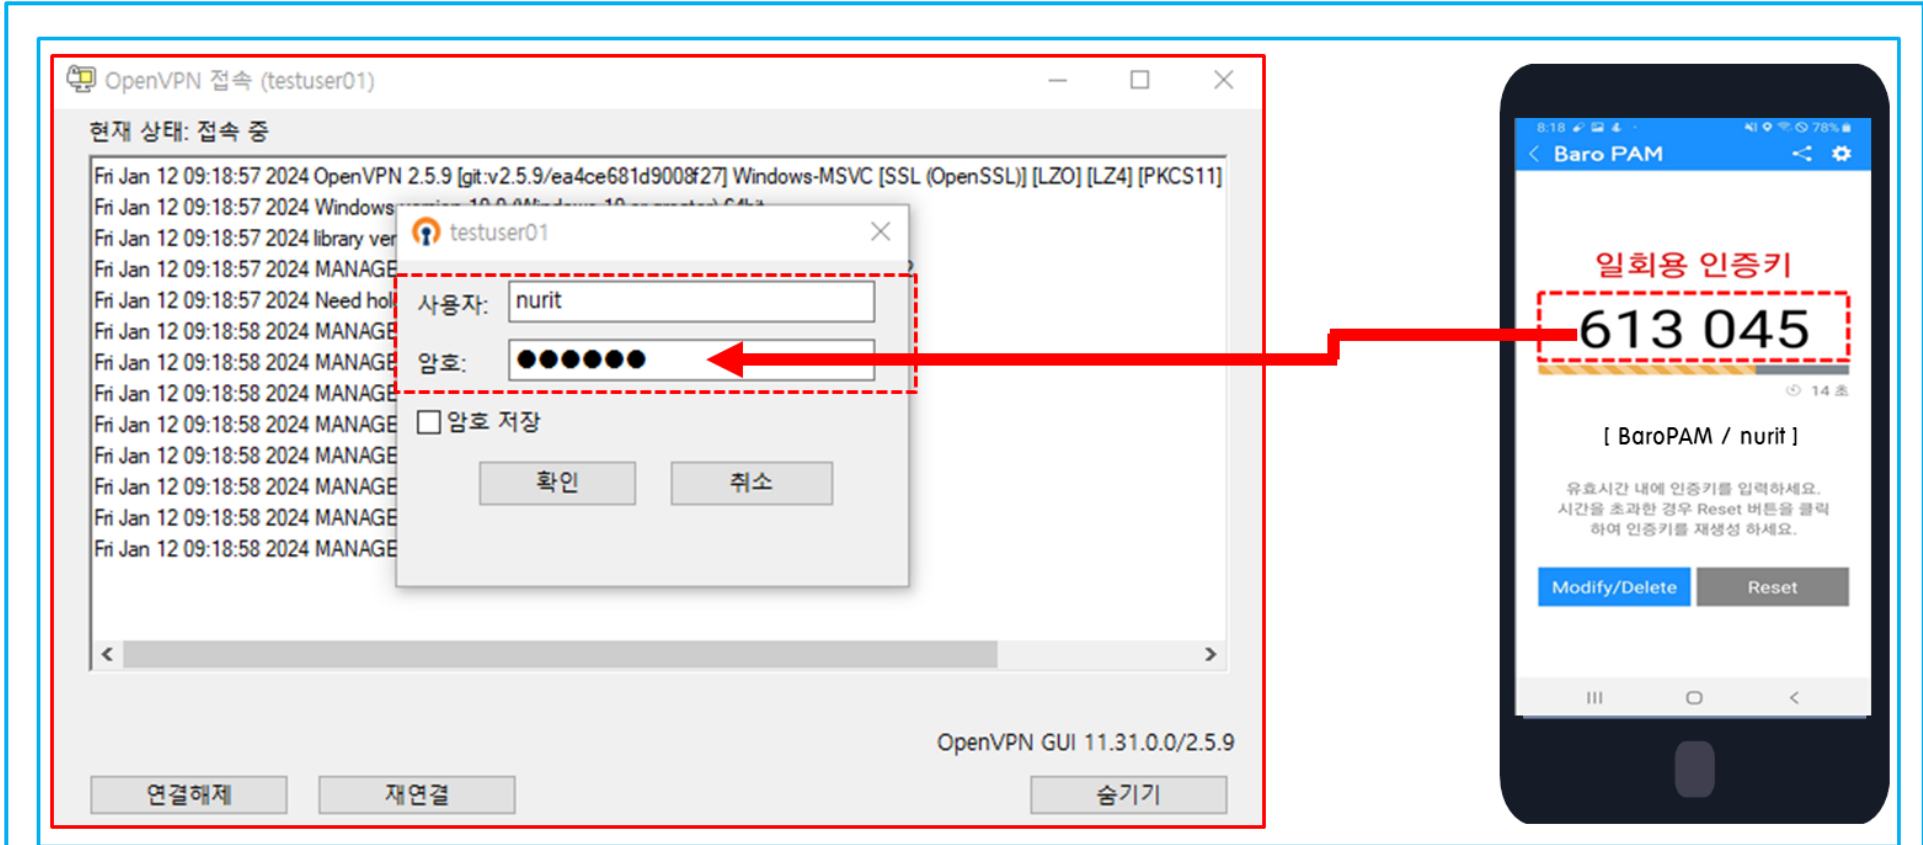 OpenVPN 접속 (testuser01)
현재 상태: 접속 중
Fri Jan 12 09:18:57 2024 OpenVPN 2.5.9 [git:v2.5.9/ea4ce681d9008f27] Windows-MSVC [SSL (OpenSSL)] [LZO] [LZ4] [PKCS11]
Fri Jan 12 09:18:57 2024 Windows version 10.0 (Windows 10 or greater) 64bit
Fri Jan 12 09:18:57 2024 library ver
Fri Jan 12 09:18:57 2024 MANAGE
Fri Jan 12 09:18:57 2024 Need hol
Fri Jan 12 09:18:58 2024 MANAGE
Fri Jan 12 09:18:58 2024 MANAGE
Fri Jan 12 09:18:58 2024 MANAGE
Fri Jan 12 09:18:58 2024 MANAGE
Fri Jan 12 09:18:58 2024 MANAGE
Fri Jan 12 09:18:58 2024 MANAGE
Fri Jan 12 09:18:58 2024 MANAGE
Fri Jan 12 09:18:58 2024 MANAGE
testuser01
사용자: nurit
암호: ●●●●●●
암호 저장
확인 취소
OpenVPN GUI 11.31.0.0/2.5.9
연결해제 재연결 숨기기
8:18 78%
Baro PAM
일회용 인증키
613 045
14 초
[ BaroPAM / nurit ]
유효시간 내에 인증키를 입력하세요.
시간을 초과한 경우 Reset 버튼을 클릭
하여 인증키를 재생성 하세요.
Modify/Delete Reset